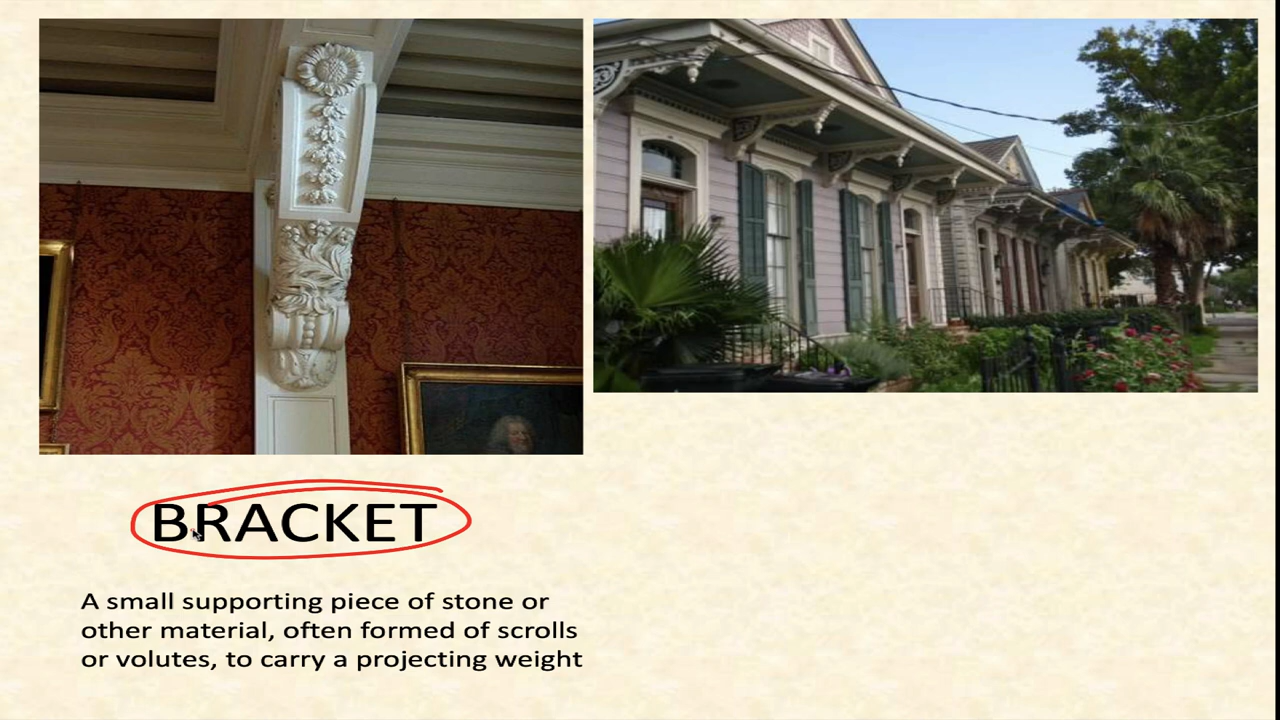 BRACKET
A small supporting piece of stone or
other material, often formed of scrolls
or volutes, to carry a projecting weight